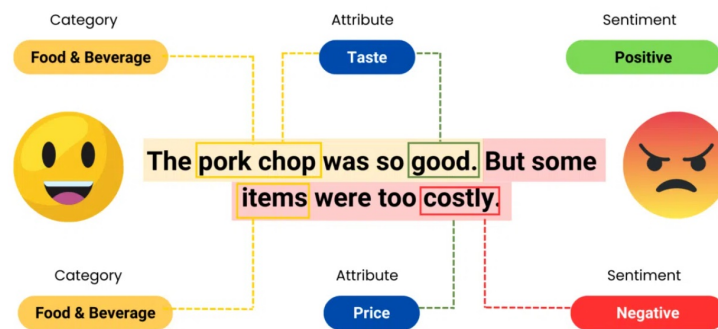 Category Attribute Sentiment
Food & Beverage Taste Positive
The pork chop was so good. But some
items were too costly.
Category Attribute Sentiment
Food & Beverage Price Negative